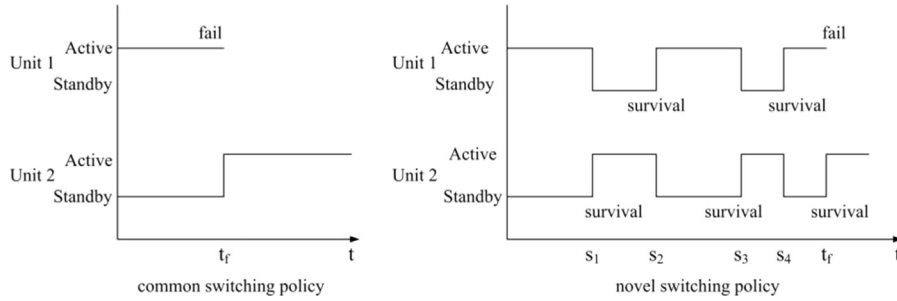 fail
Active
Unit 1
Standby
Active
Unit 2
Standby
t_f
t
common switching policy
fail
Active
Unit 1
Standby
survival
survival
Active
Unit 2
Standby
survival
survival
survival
s_1
s_2
s_3
s_4
t_f
t
novel switching policy